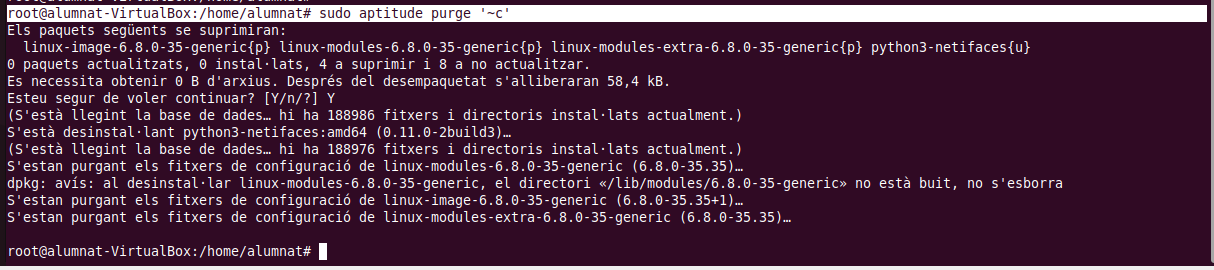 root@alumnat-VirtualBox:/home/alumnat# sudo aptitude purge '~c'
Els paquets següents se suprimiran:
  linux-image-6.8.0-35-generic{p} linux-modules-6.8.0-35-generic{p} linux-modules-extra-6.8.0-35-generic{p} python3-netifaces{u}
0 paquets actualitzats, 0 instal·lats, 4 a suprimir i 8 a no actualitzar.
Es necessita obtenir 0 B d'arxius. Després del desempaquetat s'alliberaran 58,4 kB.
Esteu segur de voler continuar? [Y/n/?] Y
(S'està llegint la base de dades… hi ha 188986 fitxers i directoris instal·lats actualment.)
S'està desinstal·lant python3-netifaces:amd64 (0.11.0-2build3)…
(S'està llegint la base de dades… hi ha 188976 fitxers i directoris instal·lats actualment.)
S'estan purgant els fitxers de configuració de linux-modules-6.8.0-35-generic (6.8.0-35.35)…
dpkg: avís: al desinstal·lar linux-modules-6.8.0-35-generic, el directori «/lib/modules/6.8.0-35-generic» no està buit, no s'esborra
S'estan purgant els fitxers de configuració de linux-image-6.8.0-35-generic (6.8.0-35.35+1)…
S'estan purgant els fitxers de configuració de linux-modules-extra-6.8.0-35-generic (6.8.0-35.35)…
root@alumnat-VirtualBox:/home/alumnat#